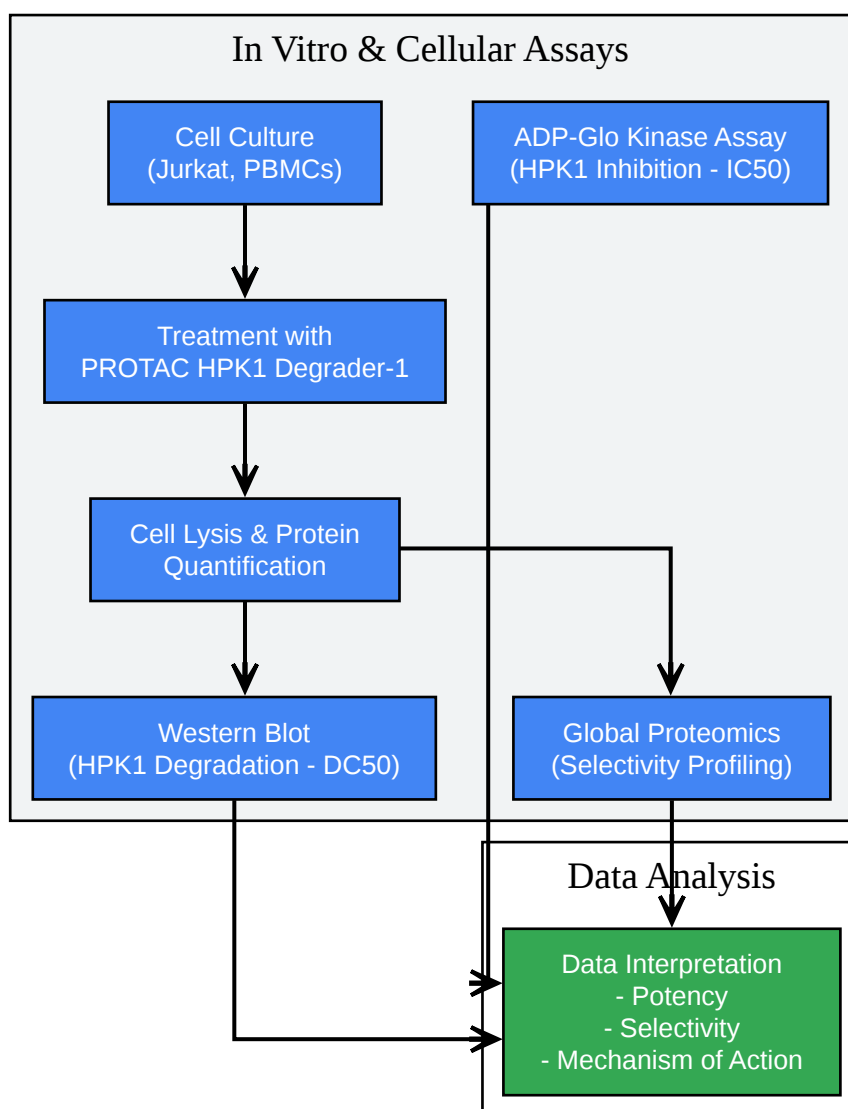 In Vitro & Cellular Assays
Cell Culture
(Jurkat, PBMCs)
ADP-Glo Kinase Assay
(HPK1 Inhibition - IC50)
Treatment with
PROTAC HPK1 Degrader-1
Cell Lysis & Protein
Quantification
Western Blot
(HPK1 Degradation - DC50)
Global Proteomics
(Selectivity Profiling)
Data Analysis
Data Interpretation
- Potency
- Selectivity
- Mechanism of Action